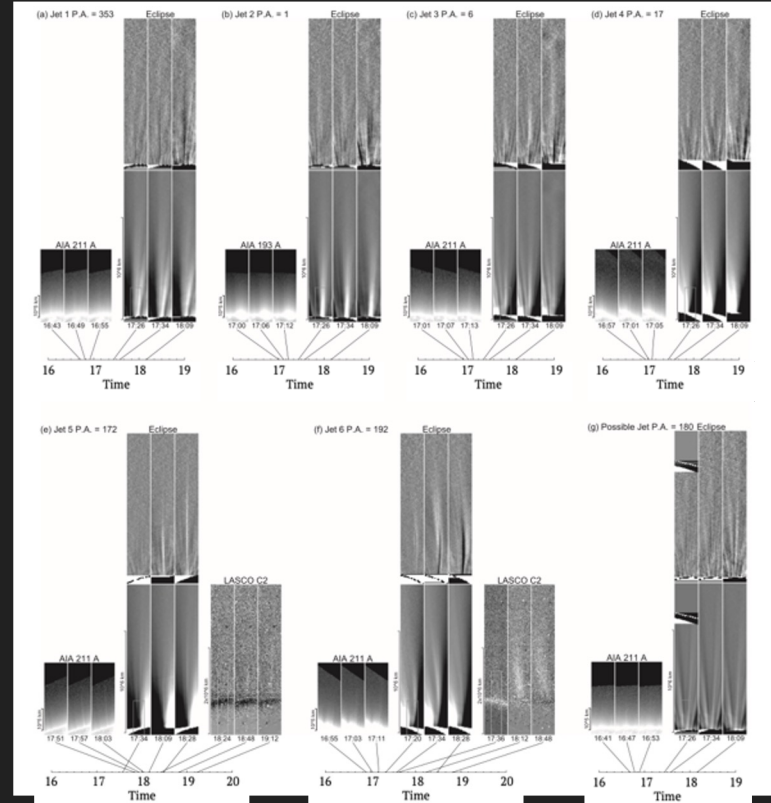 (a) Jet 1 P.A. = 353 Eclipse
AIA 211 A
16:43 16:49 16:55 17:26 17:34 18:09
16 17 18 19
Time
(b) Jet 2 P.A. = 1 Eclipse
AIA 193 A
17:00 17:06 17:12 17:26 17:34 18:09
16 17 18 19
Time
(c) Jet 3 P.A. = 6 Eclipse
AIA 211 A
17:01 17:07 17:13 17:26 17:34 18:09
16 17 18 19
Time
(d) Jet 4 P.A. = 17 Eclipse
AIA 211 A
16:57 17:01 17:05 17:26 17:34 18:09
16 17 18 19
Time
(e) Jet 5 P.A. = 172 Eclipse
LASCO C2
AIA 211 A
17:51 17:57 18:03 17:34 18:09 18:28 18:24 18:48 19:12
16 17 18 19 20
Time
(f) Jet 6 P.A. = 192 Eclipse
LASCO C2
AIA 211 A
16:55 17:03 17:11 17:20 17:34 18:28 17:36 18:12 18:48
16 17 18 19 20
Time
(g) Possible Jet P.A. = 180 Eclipse
AIA 211 A
16:41 16:47 16:53 17:26 17:34 18:09
16 17 18 19
Time